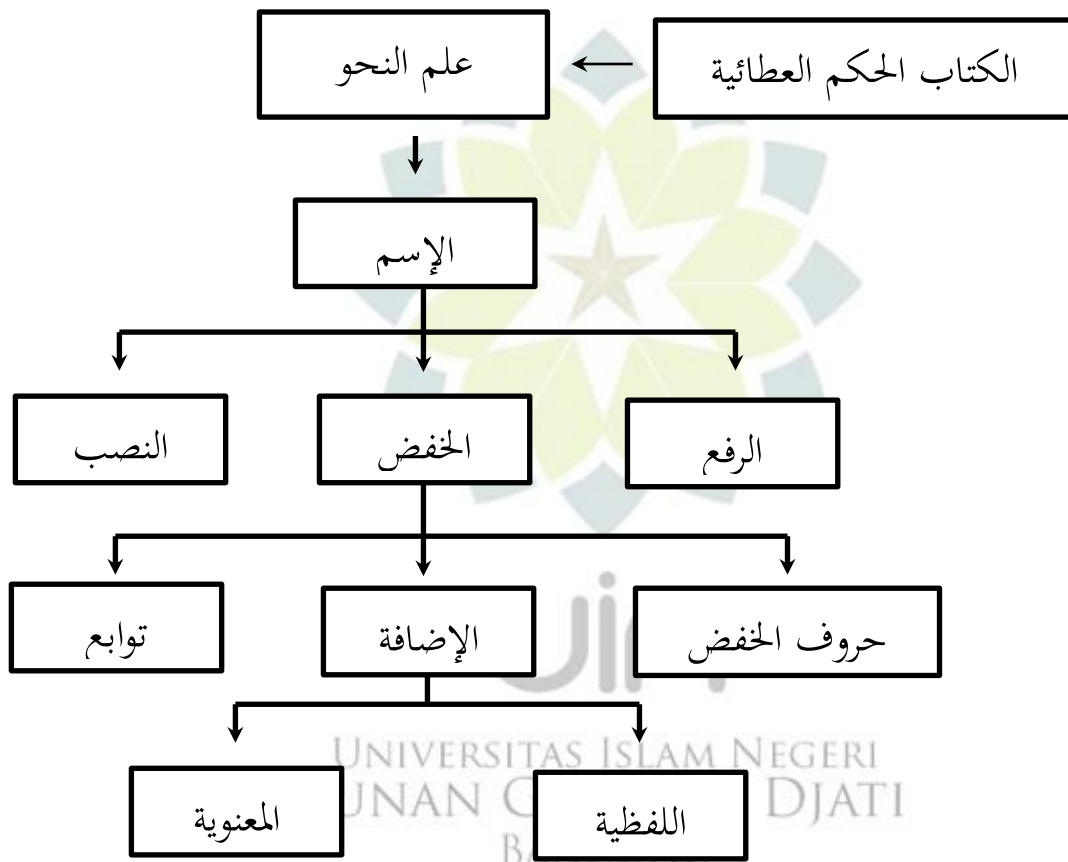 الكتاب الحكم العطائية
علم النحو
الإسم
الرفع
الخفض
النصب
حروف الخفض
الإضافة
توابع
اللفظية
المعنوية
UNIVERSITAS ISLAM NEGERI
DJATI